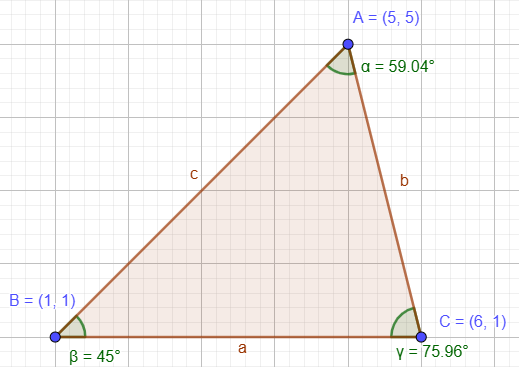 A = (5, 5)
α = 59.04°
c
b
B = (1, 1)
C = (6, 1)
β = 45°
a
γ = 75.96°